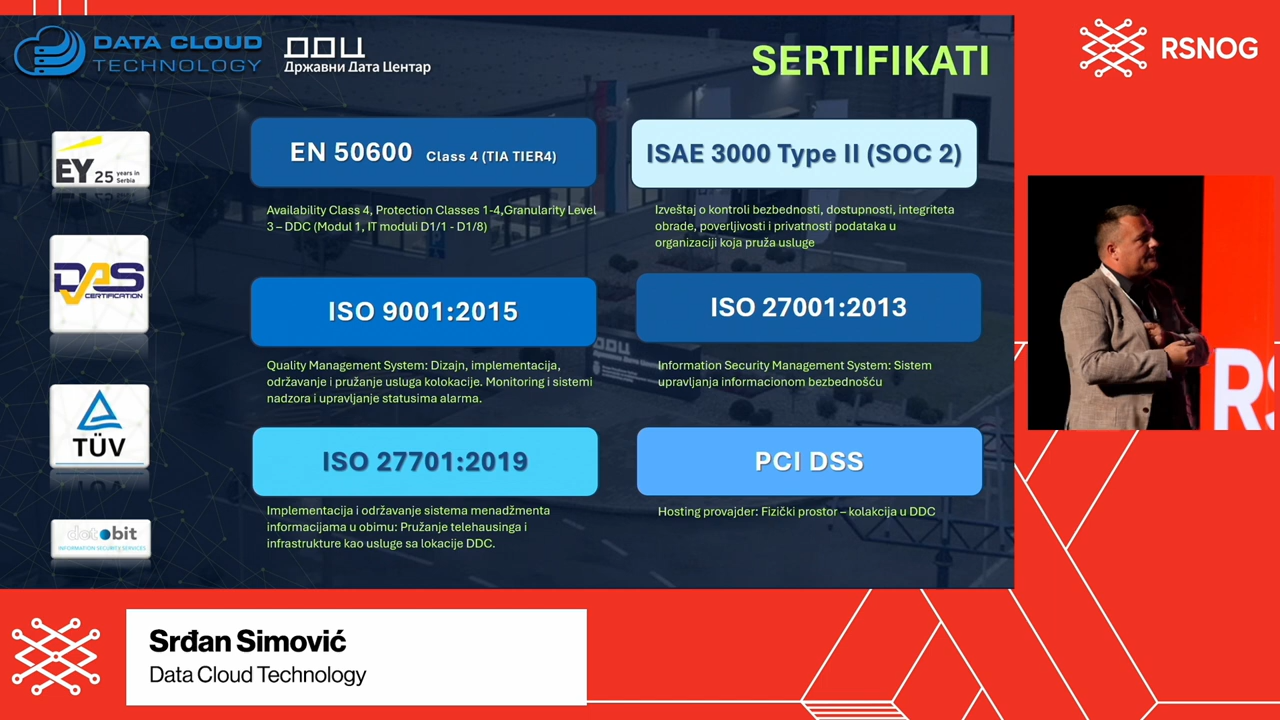 DATA CLOUD
TECHNOLOGY
ДДЦ
Државни Дата Центар
SERTIFIKATI
RSNOG
EY 25 years in
Serbia
EN 50600 Class 4 (TIA TIER4)
Availability Class 4, Protection Classes 1-4,Granularity Level
3 – DDC (Modul 1, IT moduli D1/1 - D1/8)
ISAE 3000 Type II (SOC 2)
Izveštaj o kontroli bezbednosti, dostupnosti, integriteta
obrade, poverljivosti i privatnosti podataka u
organizaciji koja pruža usluge
DAS
CERTIFICATION
ISO 9001:2015
Quality Management System: Dizajn, implementacija,
održavanje i pružanje usluga kolokacije. Monitoring i sistemi
nadzora i upravljanje statusima alarma.
ISO 27001:2013
Information Security Management System: Sistem
upravljanja informacionom bezbednošću
TÜV
ISO 27701:2019
Implementacija i održavanje sistema menadžmenta
informacijama u obimu: Pružanje telehausinga i
infrastrukture kao usluge sa lokacije DDC.
PCI DSS
Hosting provajder: Fizički prostor – kolakcija u DDC
dotbit
INFORMATION SECURITY SERVICES
RS
Srđan Simović
Data Cloud Technology